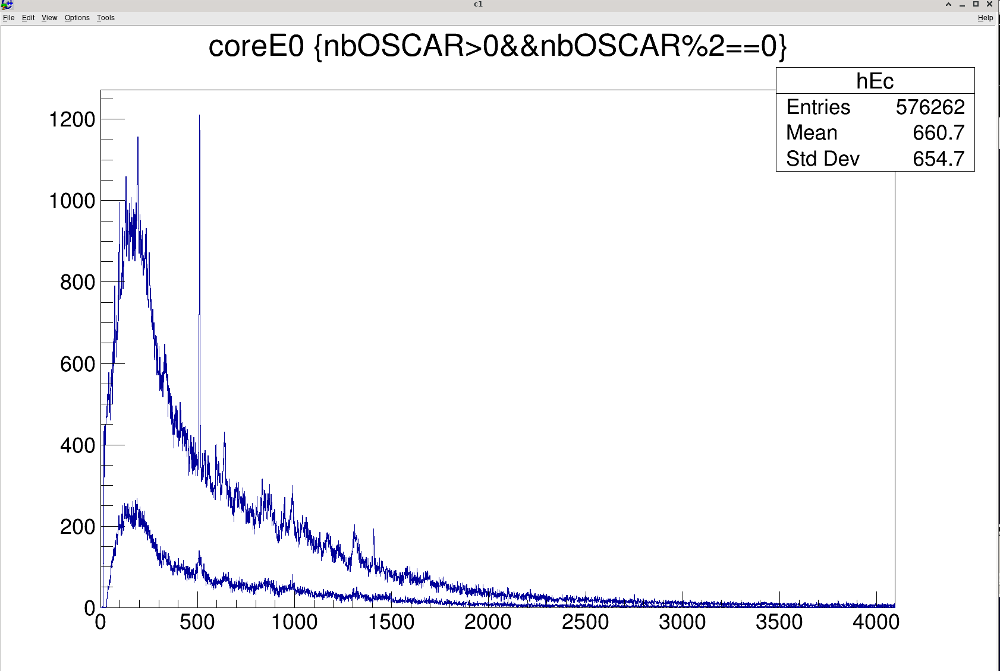 c1
File Edit View Options Tools Help
coreE0 {nbOSCAR>0&&nbOSCAR%2==0}
hEc
Entries 576262
Mean 660.7
Std Dev 654.7
1200
1000
800
600
400
200
0
0 500 1000 1500 2000 2500 3000 3500 4000